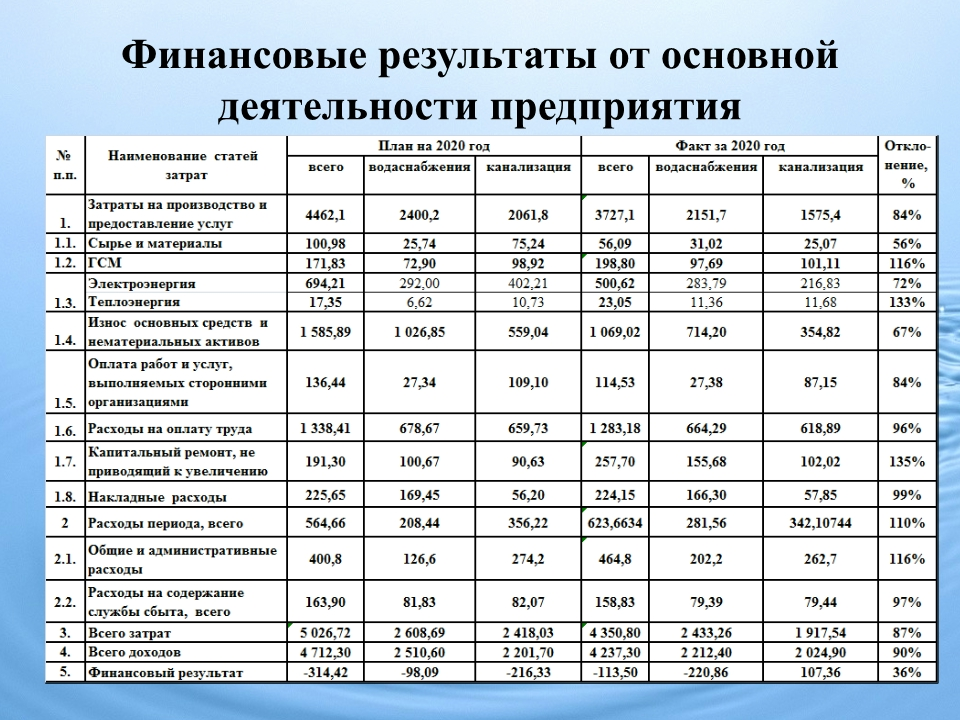 Финансовые результаты от основной
деятельности предприятия
№ п.п. Наименование статей затрат План на 2020 год Факт за 2020 год Откло-нение, %
всего водаснабжения канализация всего водаснабжения канализация
1. Затраты на производство и предоставление услуг 4462,1 2400,2 2061,8 3727,1 2151,7 1575,4 84%
1.1. Сырье и материалы 100,98 25,74 75,24 56,09 31,02 25,07 56%
1.2. ГСМ 171,83 72,90 98,92 198,80 97,69 101,11 116%
Электроэнергия 694,21 292,00 402,21 500,62 283,79 216,83 72%
1.3. Теплоэнергия 17,35 6,62 10,73 23,05 11,36 11,68 133%
1.4. Износ основных средств и нематериальных активов 1 585,89 1 026,85 559,04 1 069,02 714,20 354,82 67%
1.5. Оплата работ и услуг, выполняемых сторонними организациями 136,44 27,34 109,10 114,53 27,38 87,15 84%
1.6. Расходы на оплату труда 1 338,41 678,67 659,73 1 283,18 664,29 618,89 96%
1.7. Капитальный ремонт, не приводящий к увеличению 191,30 100,67 90,63 257,70 155,68 102,02 135%
1.8. Накладные расходы 225,65 169,45 56,20 224,15 166,30 57,85 99%
2 Расходы периода, всего 564,66 208,44 356,22 623,6634 281,56 342,10744 110%
2.1. Общие и административные расходы 400,8 126,6 274,2 464,8 202,2 262,7 116%
2.2. Расходы на содержание службы сбыта, всего 163,90 81,83 82,07 158,83 79,39 79,44 97%
3. Всего затрат 5 026,72 2 608,69 2 418,03 4 350,80 2 433,26 1 917,54 87%
4. Всего доходов 4 712,30 2 510,60 2 201,70 4 237,30 2 212,40 2 024,90 90%
5. Финансовый результат -314,42 -98,09 -216,33 -113,50 -220,86 107,36 36%